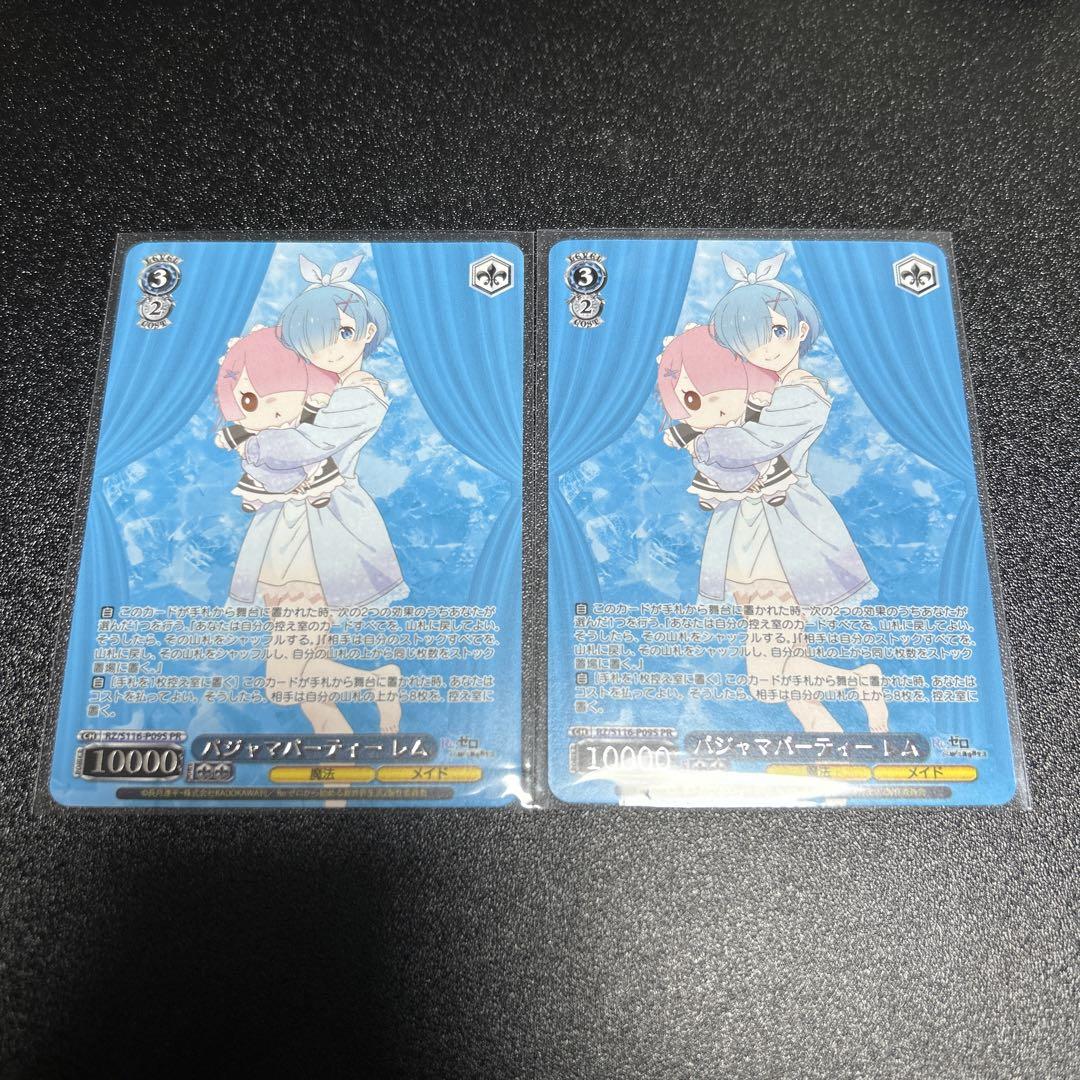 LEVEL
3
2
COST
自 このカードが手札から舞台に置かれた時、次の2つの効果のうちあなたが
選んだ1つを行う。『あなたは自分の控え室のカードすべてを、山札に戻してよい。
そうしたら、その山札をシャッフルする。』『相手は自分のストックすべてを、
山札に戻し、その山札をシャッフルし、自分の山札の上から同じ枚数をストック
置場に置く。』
自 [手札を1枚控え室に置く] このカードが手札から舞台に置かれた時、あなたは
コストを払ってよい。そうしたら、相手は自分の山札の上から8枚を、控え室に
置く。
RZ/S116-P09S PR
パジャマパーティー レム
Re:ゼロ
10000
魔法
メイド
LEVEL
3
2
COST
自 このカードが手札から舞台に置かれた時、次の2つの効果のうちあなたが
選んだ1つを行う。『あなたは自分の控え室のカードすべてを、山札に戻してよい。
そうしたら、その山札をシャッフルする。』『相手は自分のストックすべてを、
山札に戻し、その山札をシャッフルし、自分の山札の上から同じ枚数をストック
置場に置く。』
自 [手札を1枚控え室に置く] このカードが手札から舞台に置かれた時、あなたは
コストを払ってよい。そうしたら、相手は自分の山札の上から8枚を、控え室に
置く。
RZ/S116-P09S PR
パジャマパーティー レム
Re:ゼロ
10000
魔法
メイド